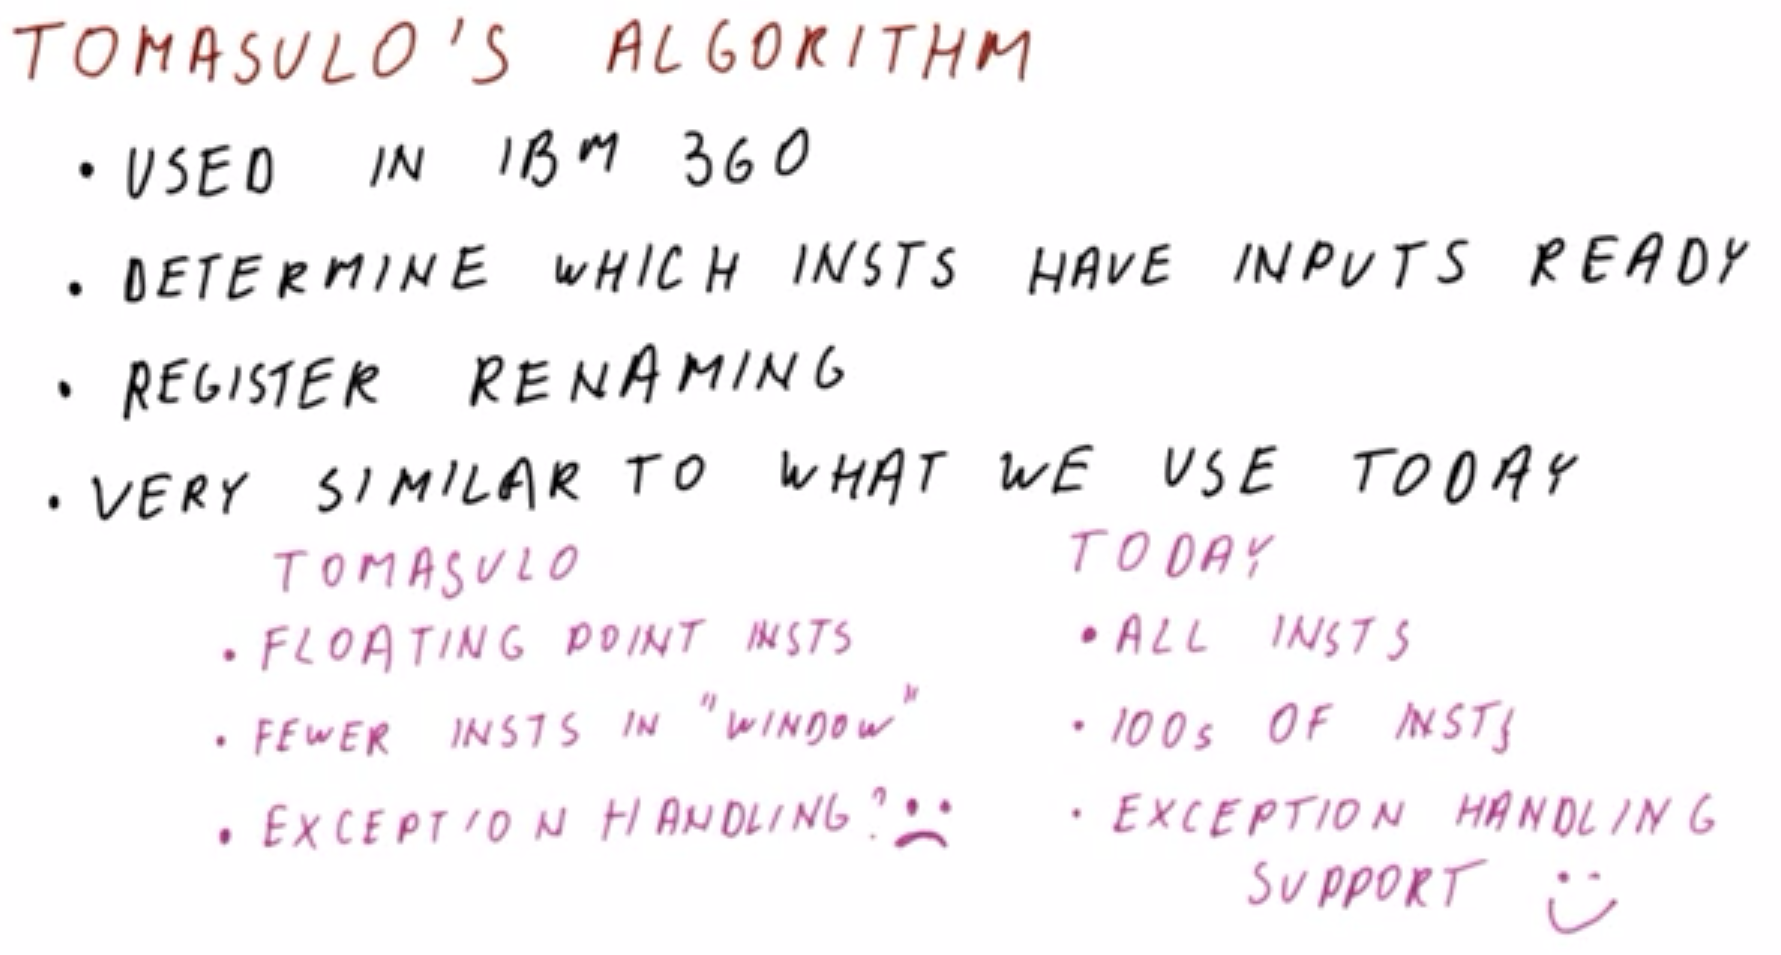 TOMASULO'S ALGORITHM
• USED IN IBM 360
• DETERMINE WHICH INSTS HAVE INPUTS READY
• REGISTER RENAMING
• VERY SIMILAR TO WHAT WE USE TODAY
TOMASULO
• FLOATING POINT INSTS
• FEWER INSTS IN "WINDOW"
• EXCEPTION HANDLING?
TODAY
• ALL INSTS
• 100s OF INSTS
• EXCEPTION HANDLING
SUPPORT